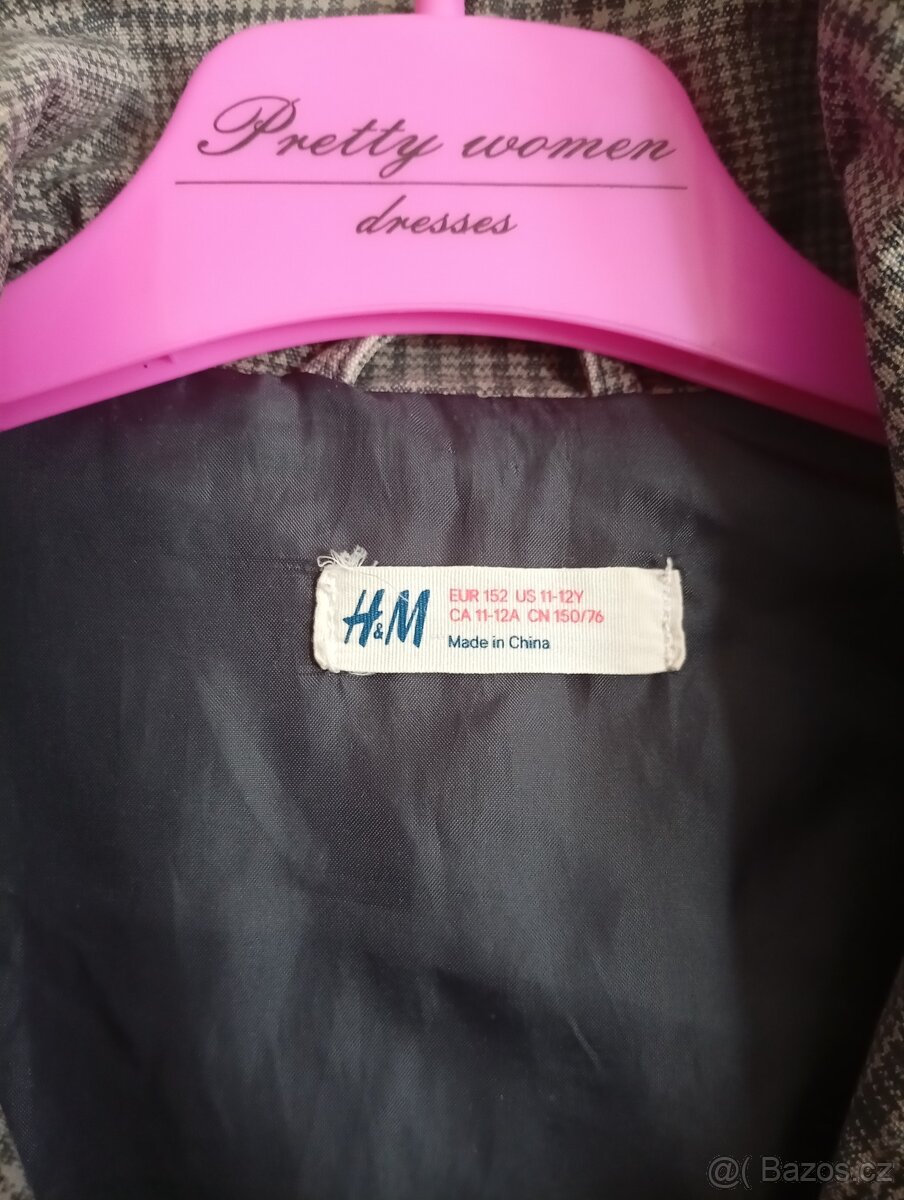 Pretty women
dresses
H&M
EUR 152 US 11-12Y
CA 11-12A CN 150/76
Made in China
@( Bazos.cz